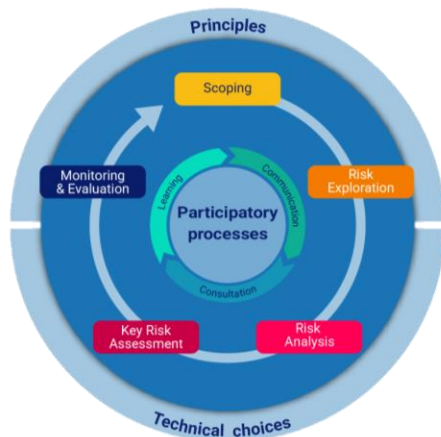 Principles
Scoping
Risk
Exploration
Risk
Analysis
Key Risk
Assessment
Monitoring
& Evaluation
Learning
Communication
Consultation
Participatory
processes
Technical choices